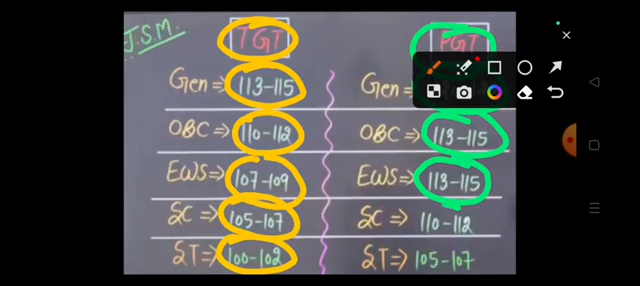 J.S.M. TGT PGT
Gen⇒ 113-115 Gen⇒
OBC⇒ 110-112 OBC⇒ 113-115
EWS⇒ 107-109 EWS⇒ 113-115
SC⇒ 105-107 SC⇒ 110-112
ST⇒ 100-102 ST⇒ 105-107